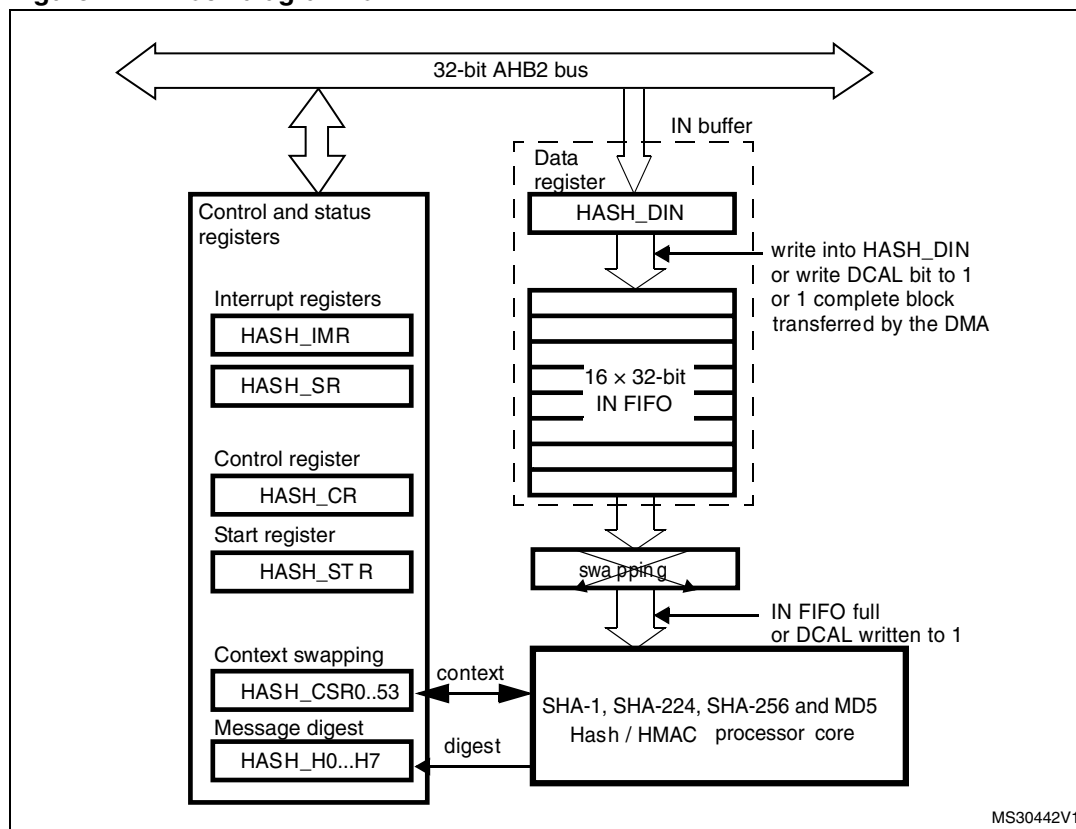 32-bit AHB2 bus
IN buffer
Data
register
HASH_DIN
write into HASH_DIN
or write DCAL bit to 1
or 1 complete block
transferred by the DMA
16 × 32-bit
IN FIFO
swapping
IN FIFO full
or DCAL written to 1
Control and status
registers
Interrupt registers
HASH_IMR
HASH_SR
Control register
HASH_CR
Start register
HASH_STR
Context swapping
HASH_CSR0..53
Message digest
HASH_H0...H7
context
digest
SHA-1, SHA-224, SHA-256 and MD5
Hash / HMAC processor core
MS30442V1